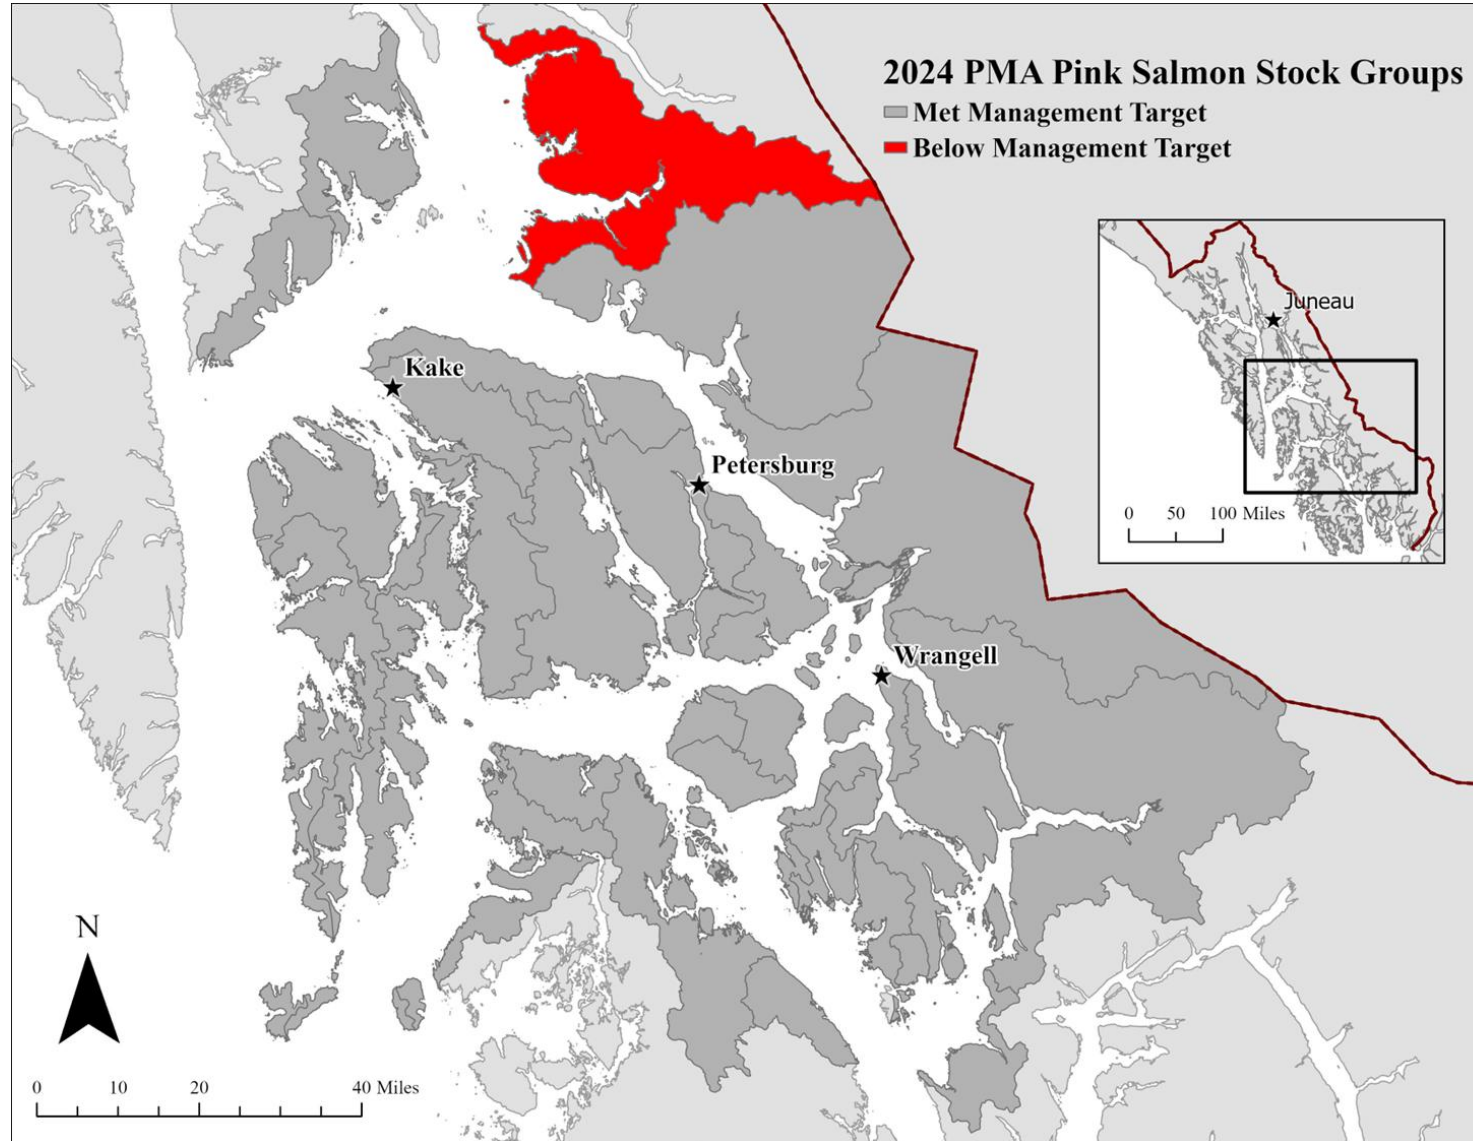 2024 PMA Pink Salmon Stock Groups
Met Management Target
Below Management Target
Juneau
0 50 100 Miles
Kake
Petersburg
Wrangell
N
0 10 20 40 Miles